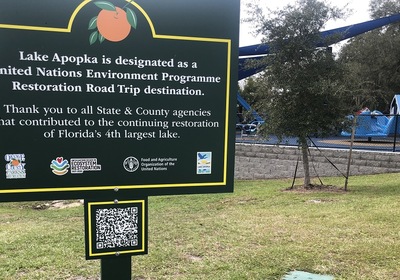 Lake Apopka is designated as a
nited Nations Environment Programme
Restoration Road Trip destination.
Thank you to all State & County agencies
hat contributed to the continuing restoration
of Florida's 4th largest lake.
ECOSYSTEM
RESTORATION
Food and Agriculture
Organization of the
United Nations